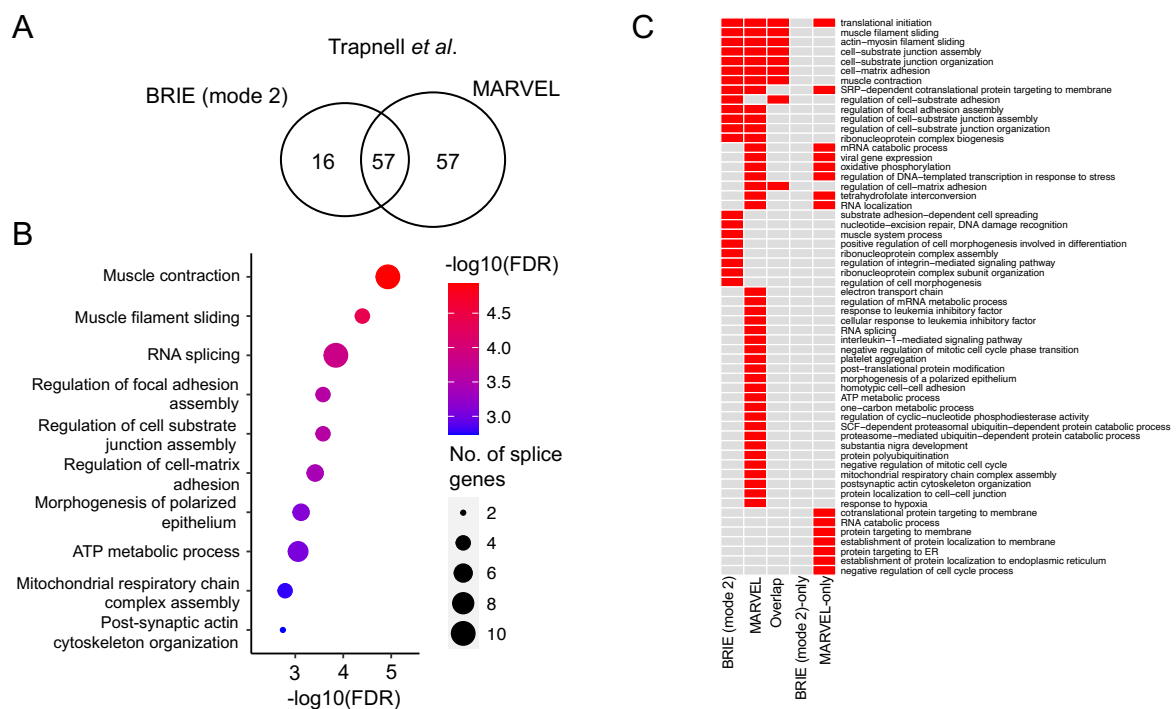 A
Trapnell et al.
BRIE (mode 2)
MARVEL
16
57
57
B
Muscle contraction
Muscle filament sliding
RNA splicing
Regulation of focal adhesion
assembly
Regulation of cell substrate
junction assembly
Regulation of cell-matrix
adhesion
Morphogenesis of polarized
epithelium
ATP metabolic process
Mitochondrial respiratory chain
complex assembly
Post-synaptic actin
cytoskeleton organization
3
4
5
-log10(FDR)
-log10(FDR)
4.5
4.0
3.5
3.0
No. of splice
genes
2
4
6
8
10
C
translational initiation
muscle filament sliding
actin−myosin filament sliding
cell−substrate junction assembly
cell−substrate junction organization
cell−matrix adhesion
muscle contraction
SRP−dependent cotranslational protein targeting to membrane
regulation of cell−substrate adhesion
regulation of focal adhesion assembly
regulation of cell−substrate junction assembly
regulation of cell−substrate junction organization
ribonucleoprotein complex biogenesis
mRNA catabolic process
viral gene expression
oxidative phosphorylation
regulation of DNA−templated transcription in response to stress
regulation of cell−matrix adhesion
tetrahydrofolate interconversion
RNA localization
substrate adhesion−dependent cell spreading
nucleotide−excision repair, DNA damage recognition
muscle system process
positive regulation of cell morphogenesis involved in differentiation
ribonucleoprotein complex assembly
regulation of integrin−mediated signaling pathway
ribonucleoprotein complex subunit organization
regulation of cell morphogenesis
electron transport chain
regulation of mRNA metabolic process
response to leukemia inhibitory factor
cellular response to leukemia inhibitory factor
RNA splicing
interleukin−1−mediated signaling pathway
negative regulation of mitotic cell cycle phase transition
platelet aggregation
post−translational protein modification
morphogenesis of a polarized epithelium
homotypic cell−cell adhesion
ATP metabolic process
one−carbon metabolic process
regulation of cyclic−nucleotide phosphodiesterase activity
SCF−dependent proteasomal ubiquitin−dependent protein catabolic process
proteasome−mediated ubiquitin−dependent protein catabolic process
substantia nigra development
protein polyubiquitination
negative regulation of mitotic cell cycle
mitochondrial respiratory chain complex assembly
postsynaptic actin cytoskeleton organization
protein localization to cell−cell junction
response to hypoxia
cotranslational protein targeting to membrane
RNA catabolic process
protein targeting to membrane
establishment of protein localization to membrane
protein targeting to ER
establishment of protein localization to endoplasmic reticulum
negative regulation of cell cycle process
BRIE (mode 2)
MARVEL
Overlap
BRIE (mode 2)-only
MARVEL-only